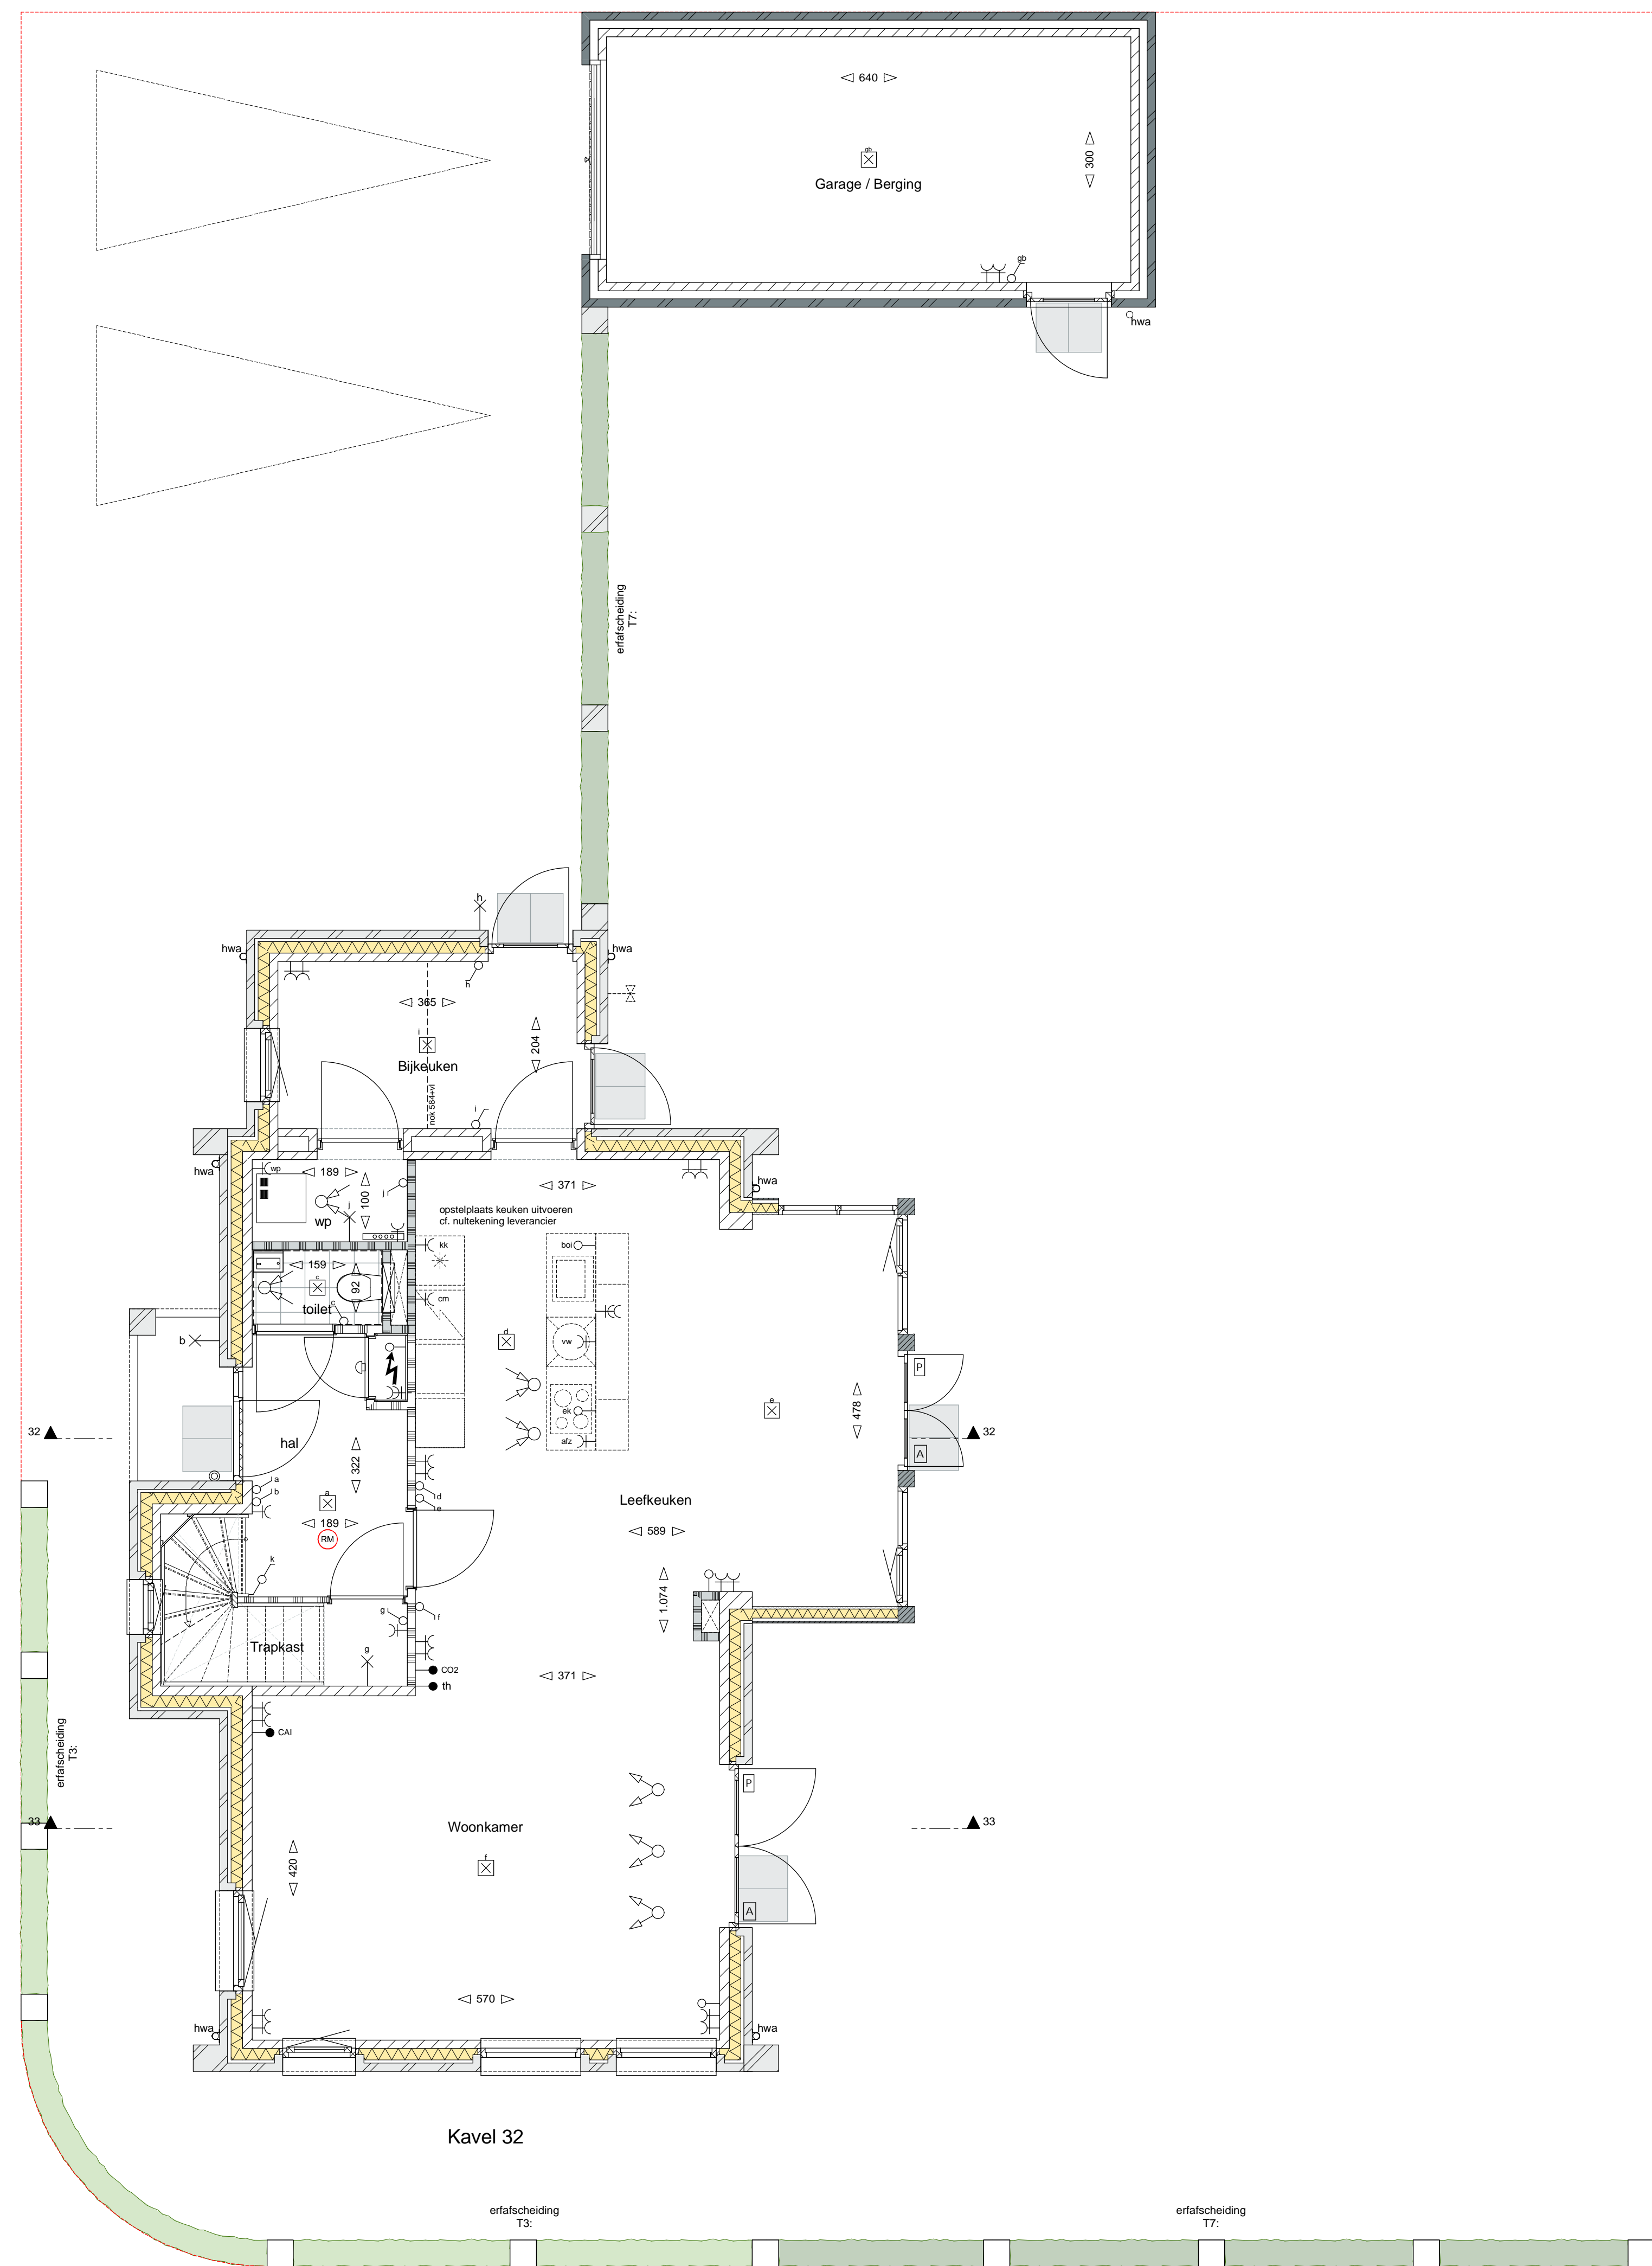 640
gb
300
Garage / Berging
gb
hwa
erfafscheiding
T7:
h
hwa
hwa
h
365
i
204
Bijkeuken
nok 584+vl
i
hwa
wp
189
j
100
371
hwa
j
wp
opstelplaats keuken uitvoeren
cf. nultekening leverancier
kk
boi
159
c
92
toilet
c
cm
b
d
vw
P
e
478
ek
afz
32
hal
322
32
A
a
b
a
d
e
Leefkeuken
189
RM
589
k
1.074
g
f
Trapkast
g
CO2
371
th
CAI
erfafscheiding
T3:
P
33
Woonkamer
33
f
420
A
570
hwa
hwa
Kavel 32
erfafscheiding
T3:
erfafscheiding
T7: